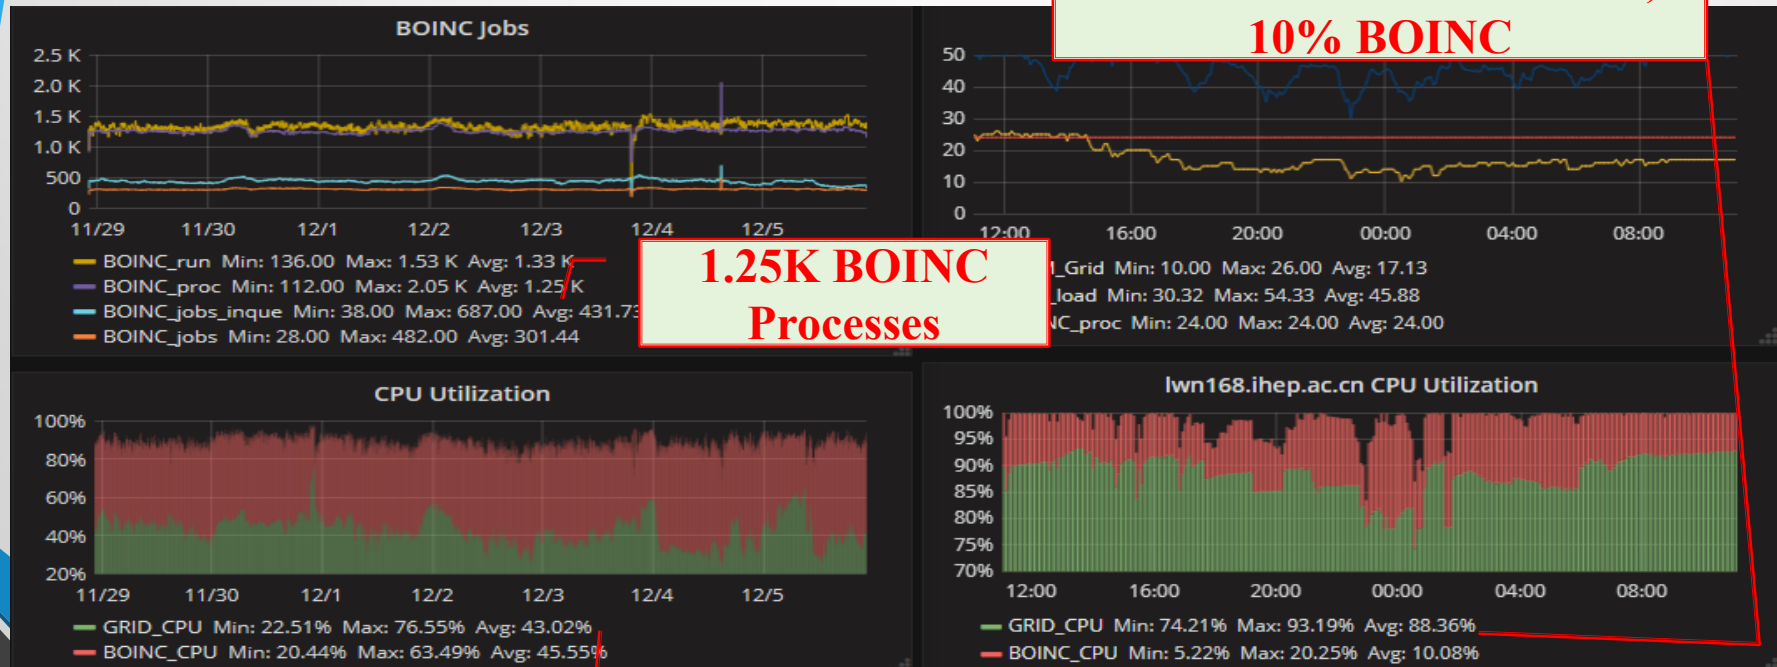 BOINC Jobs
2.5 K
2.0 K
1.5 K
1.0 K
500
0
11/29 11/30 12/1 12/2 12/3 12/4 12/5
BOINC_run Min: 136.00 Max: 1.53 K Avg: 1.33 K
BOINC_proc Min: 112.00 Max: 2.05 K Avg: 1.25 K
BOINC_jobs_inque Min: 38.00 Max: 687.00 Avg: 431.73
BOINC_jobs Min: 28.00 Max: 482.00 Avg: 301.44
1.25K BOINC
Processes
10% BOINC
50
40
30
20
10
0
12:00 16:00 20:00 00:00 04:00 08:00
_Grid Min: 10.00 Max: 26.00 Avg: 17.13
_load Min: 30.32 Max: 54.33 Avg: 45.88
NC_proc Min: 24.00 Max: 24.00 Avg: 24.00
CPU Utilization
100%
80%
60%
40%
20%
11/29 11/30 12/1 12/2 12/3 12/4 12/5
GRID_CPU Min: 22.51% Max: 76.55% Avg: 43.02%
BOINC_CPU Min: 20.44% Max: 63.49% Avg: 45.55%
lwn168.ihep.ac.cn CPU Utilization
100%
95%
90%
85%
80%
75%
70%
12:00 16:00 20:00 00:00 04:00 08:00
GRID_CPU Min: 74.21% Max: 93.19% Avg: 88.36%
BOINC_CPU Min: 5.22% Max: 20.25% Avg: 10.08%